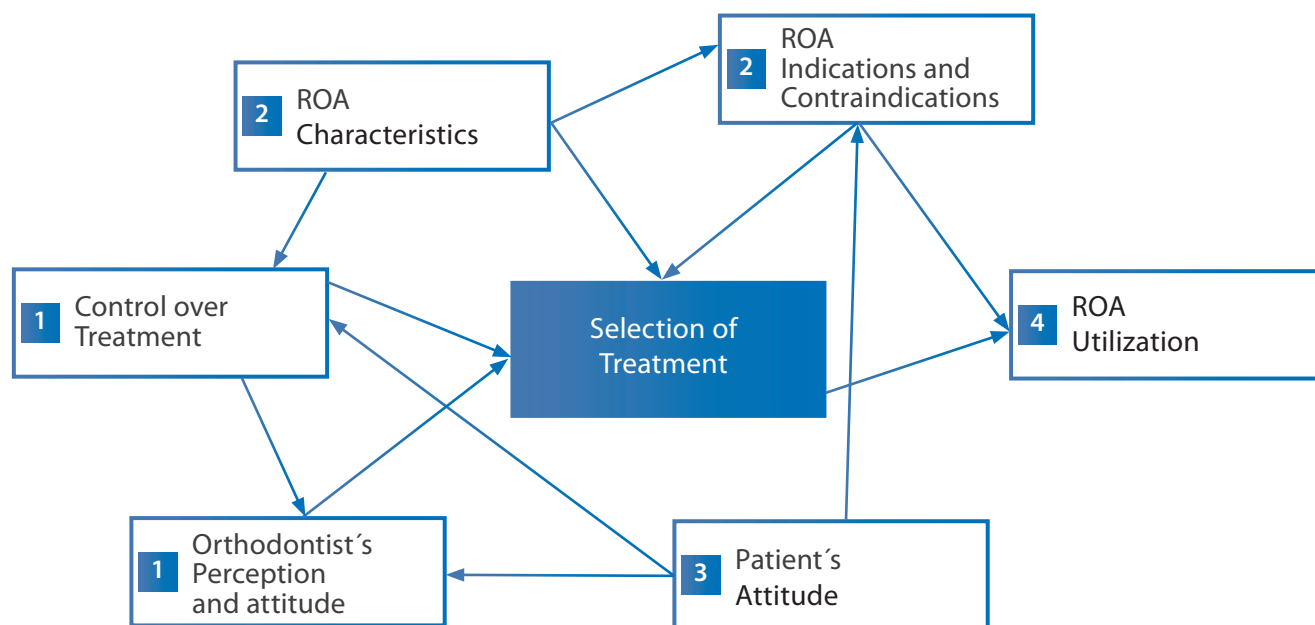 2
ROA
Characteristics
2
ROA
Indications and
Contraindications
1
Control over
Treatment
Selection of
Treatment
4
ROA
Utilization
1
Orthodontist´s
Perception
and attitude
3
Patient´s
Attitude